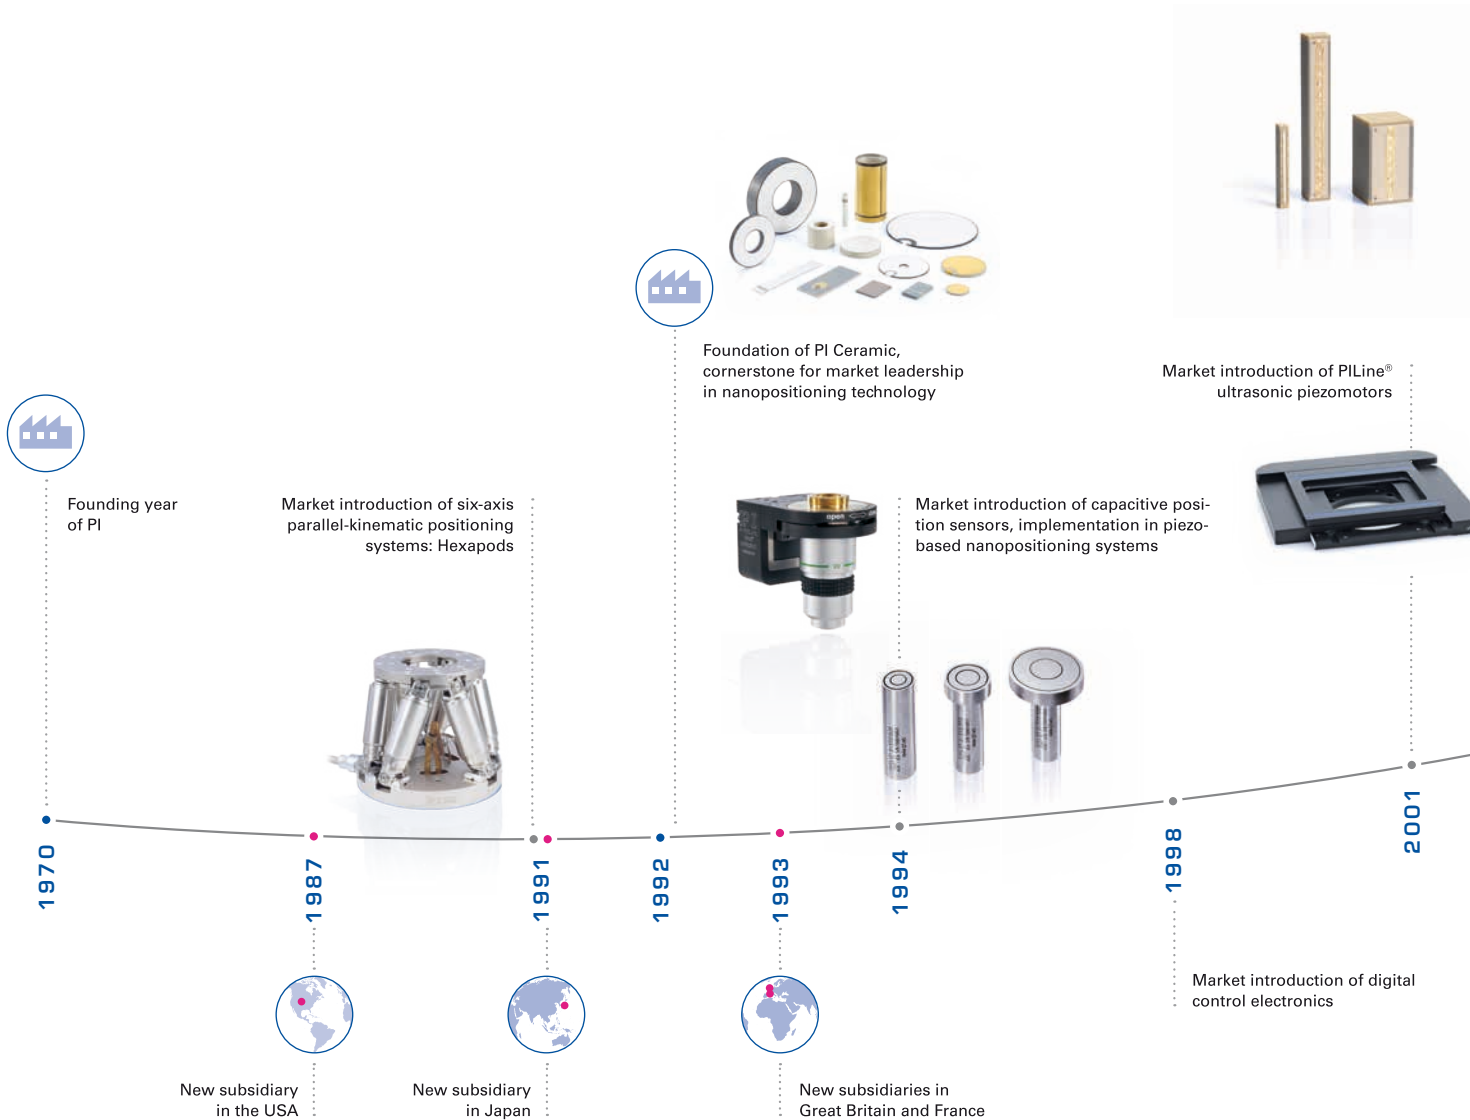 Foundation of PI Ceramic,
cornerstone for market leadership
in nanopositioning technology
Market introduction of PILine®
ultrasonic piezomotors
Founding year
of PI
Market introduction of six-axis
parallel-kinematic positioning
systems: Hexapods
open
Market introduction of capacitive posi-
tion sensors, implementation in piezo-
based nanopositioning systems
1970
1987
1991
1992
1993
1994
1998
2001
Market introduction of digital
control electronics
New subsidiary
in the USA
New subsidiary
in Japan
New subsidiaries in
Great Britain and France